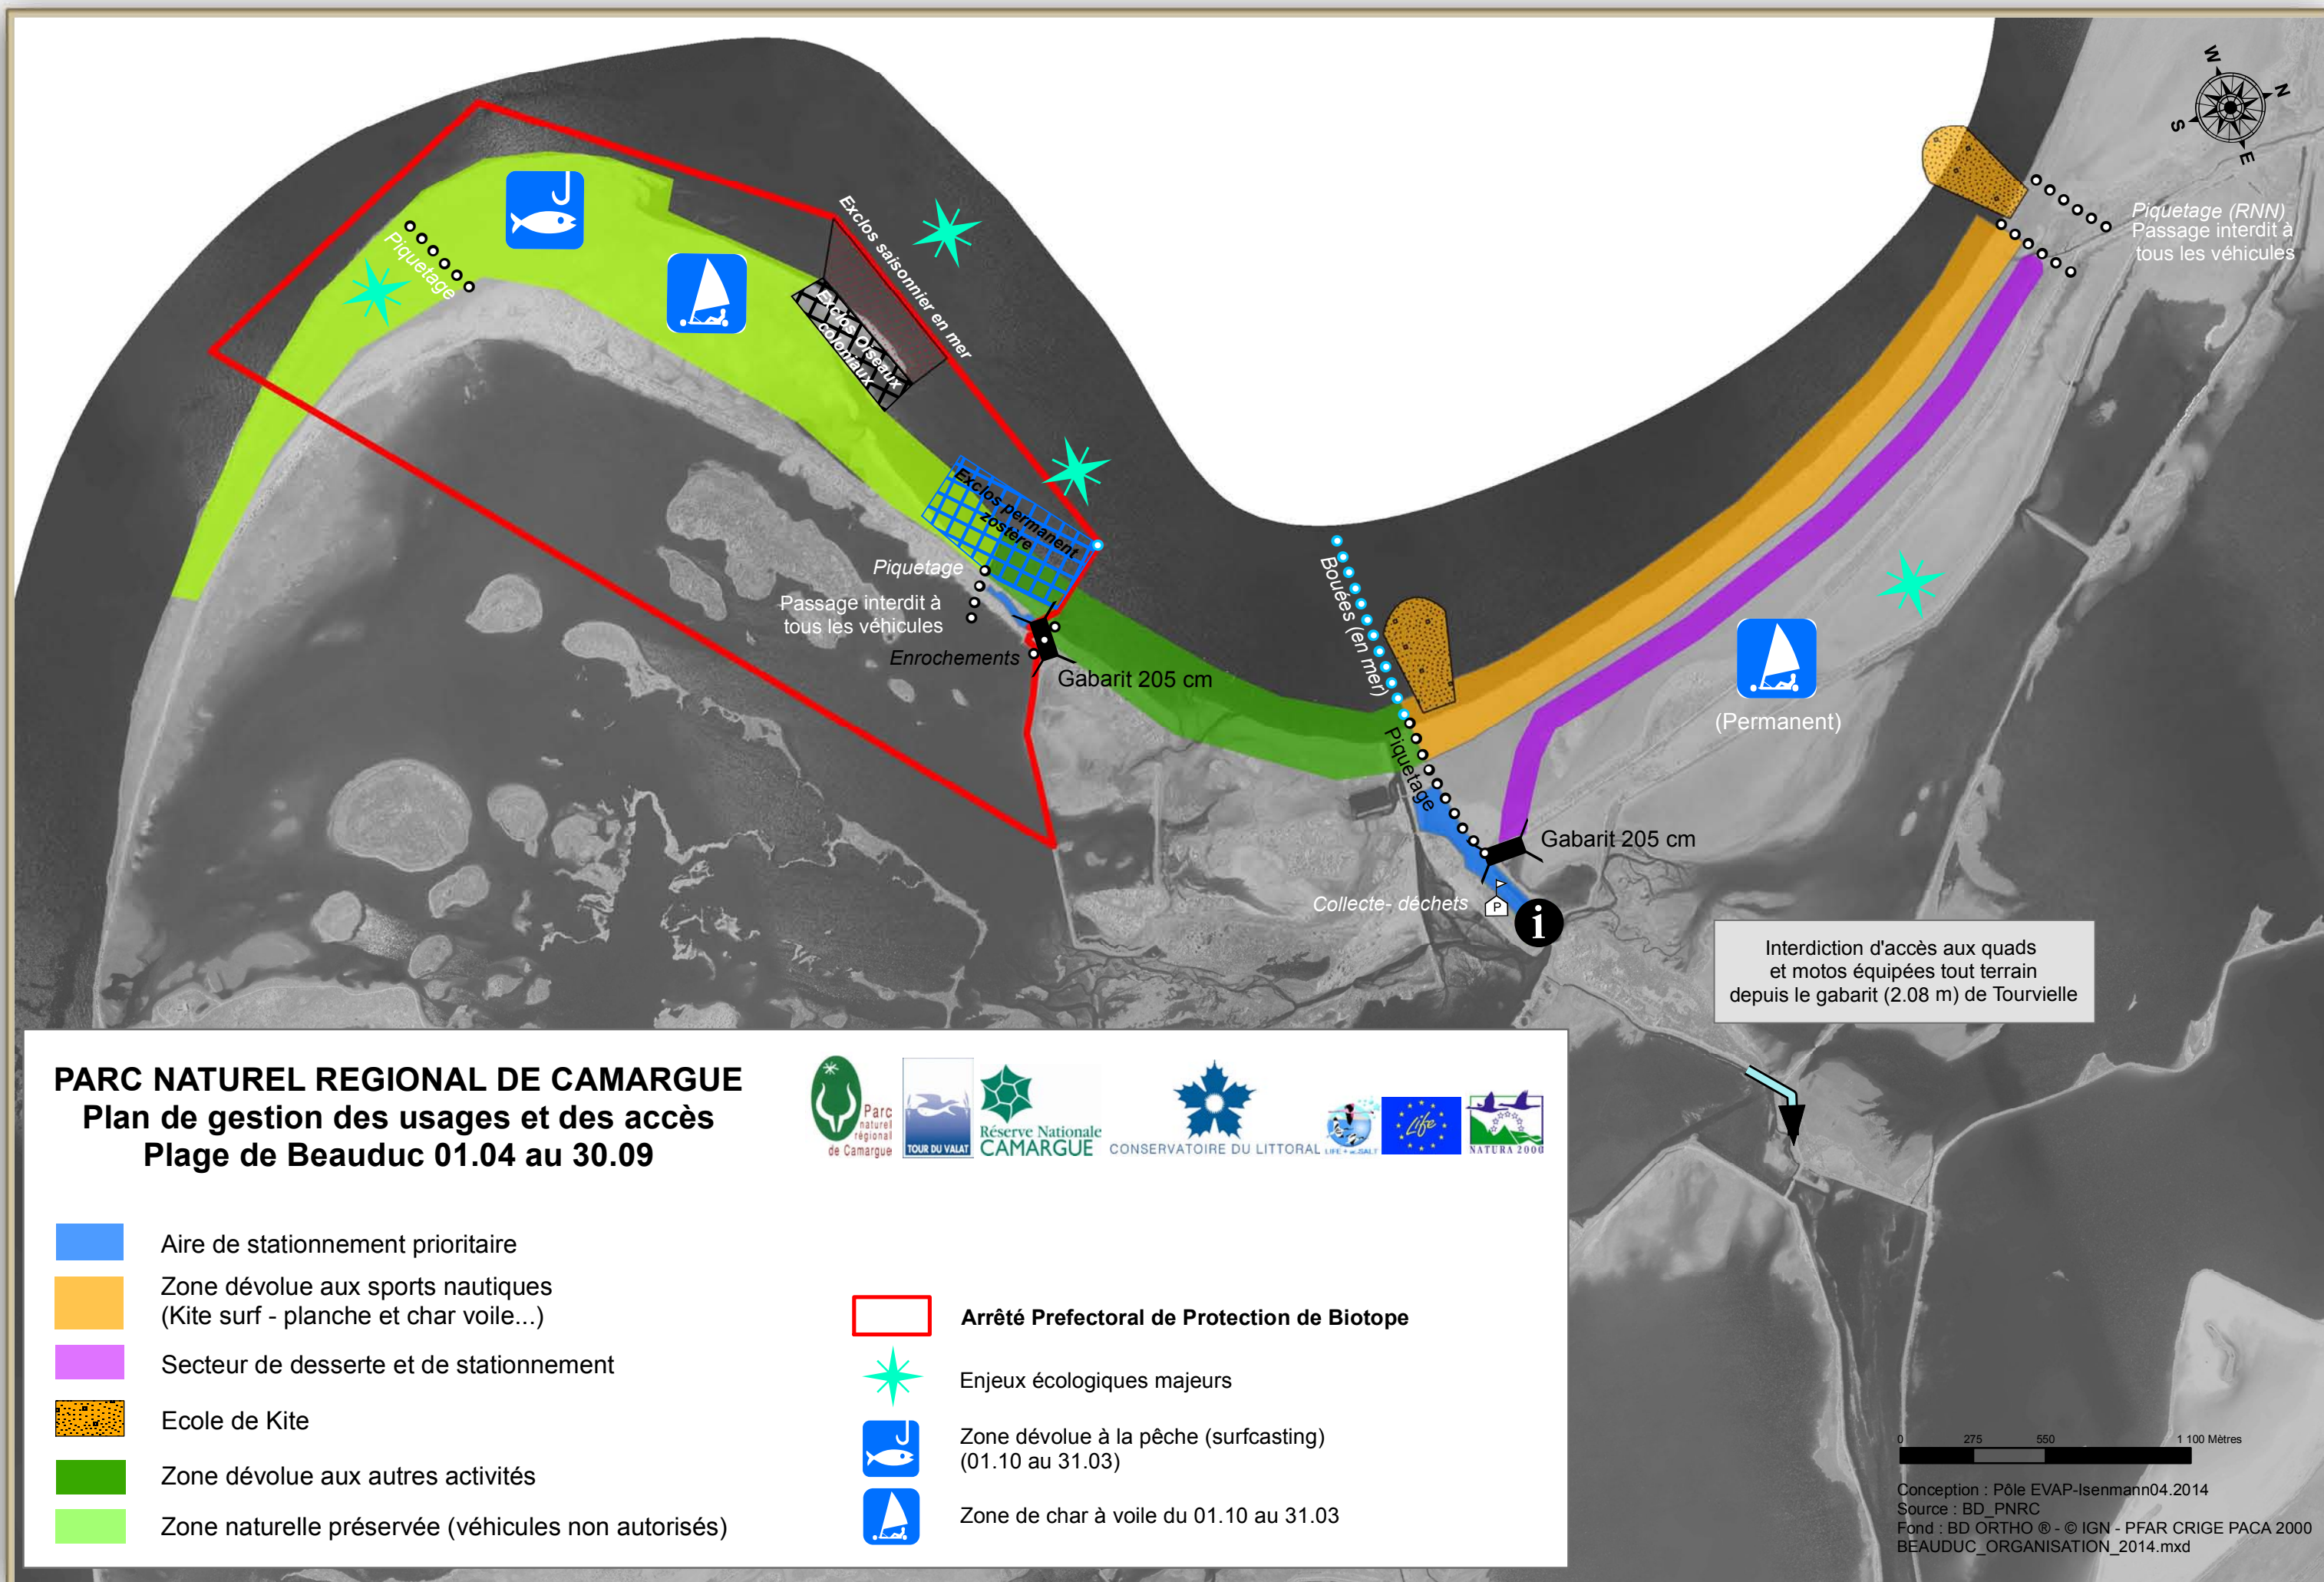 W
N
S
E
Piquetage (RNN)
Passage interdit à
tous les véhicules
Exclos saisonnier en mer
Piquetage
Exclos Oiseaux
coloniaux
Exclos permanent
zostère
Piquetage
Passage interdit à
tous les véhicules
Enrochements
Gabarit 205 cm
Bouées (en mer)
Piquetage
(Permanent)
Gabarit 205 cm
Collecte- déchets
P
i
Interdiction d'accès aux quads
et motos équipées tout terrain
depuis le gabarit (2.08 m) de Tourvielle
PARC NATUREL REGIONAL DE CAMARGUE
Plan de gestion des usages et des accès
Plage de Beauduc 01.04 au 30.09
Parc
naturel
régional
de Camargue
TOUR DU VALAT
Réserve Nationale
CAMARGUE
CONSERVATOIRE DU LITTORAL
Life
NATURA 2000
Aire de stationnement prioritaire
Zone dévolue aux sports nautiques
(Kite surf - planche et char voile...)
Secteur de desserte et de stationnement
Ecole de Kite
Zone dévolue aux autres activités
Zone naturelle préservée (véhicules non autorisés)
Arrêté Prefectoral de Protection de Biotope
Enjeux écologiques majeurs
Zone dévolue à la pêche (surfcasting)
(01.10 au 31.03)
Zone de char à voile du 01.10 au 31.03
0 275 550 1 100 Mètres
Conception : Pôle EVAP-Isenmann04.2014
Source : BD_PNRC
Fond : BD ORTHO ® - © IGN - PFAR CRIGE PACA 2000
BEAUDUC_ORGANISATION_2014.mxd